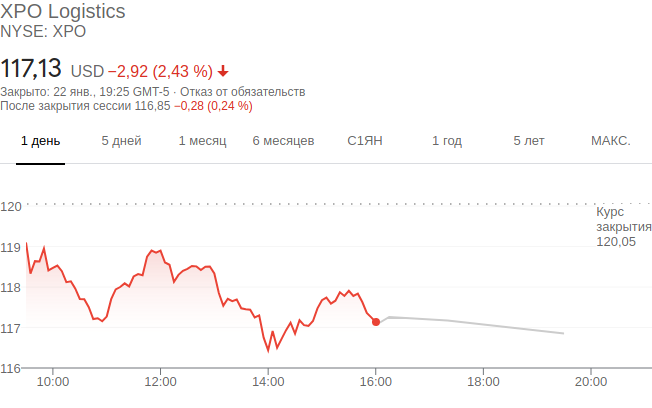 XPO Logistics
NYSE: XPO
117,13 USD −2,92 (2,43 %)
Закрыто: 22 янв., 19:25 GMT-5 · Отказ от обязательств
После закрытия сессии 116,85 −0,28 (0,24 %)
1 день 5 дней 1 месяц 6 месяцев С1ЯН 1 год 5 лет МАКС.
120
Курс
закрытия
120,05
119
118
117
116
10:00 12:00 14:00 16:00 18:00 20:00